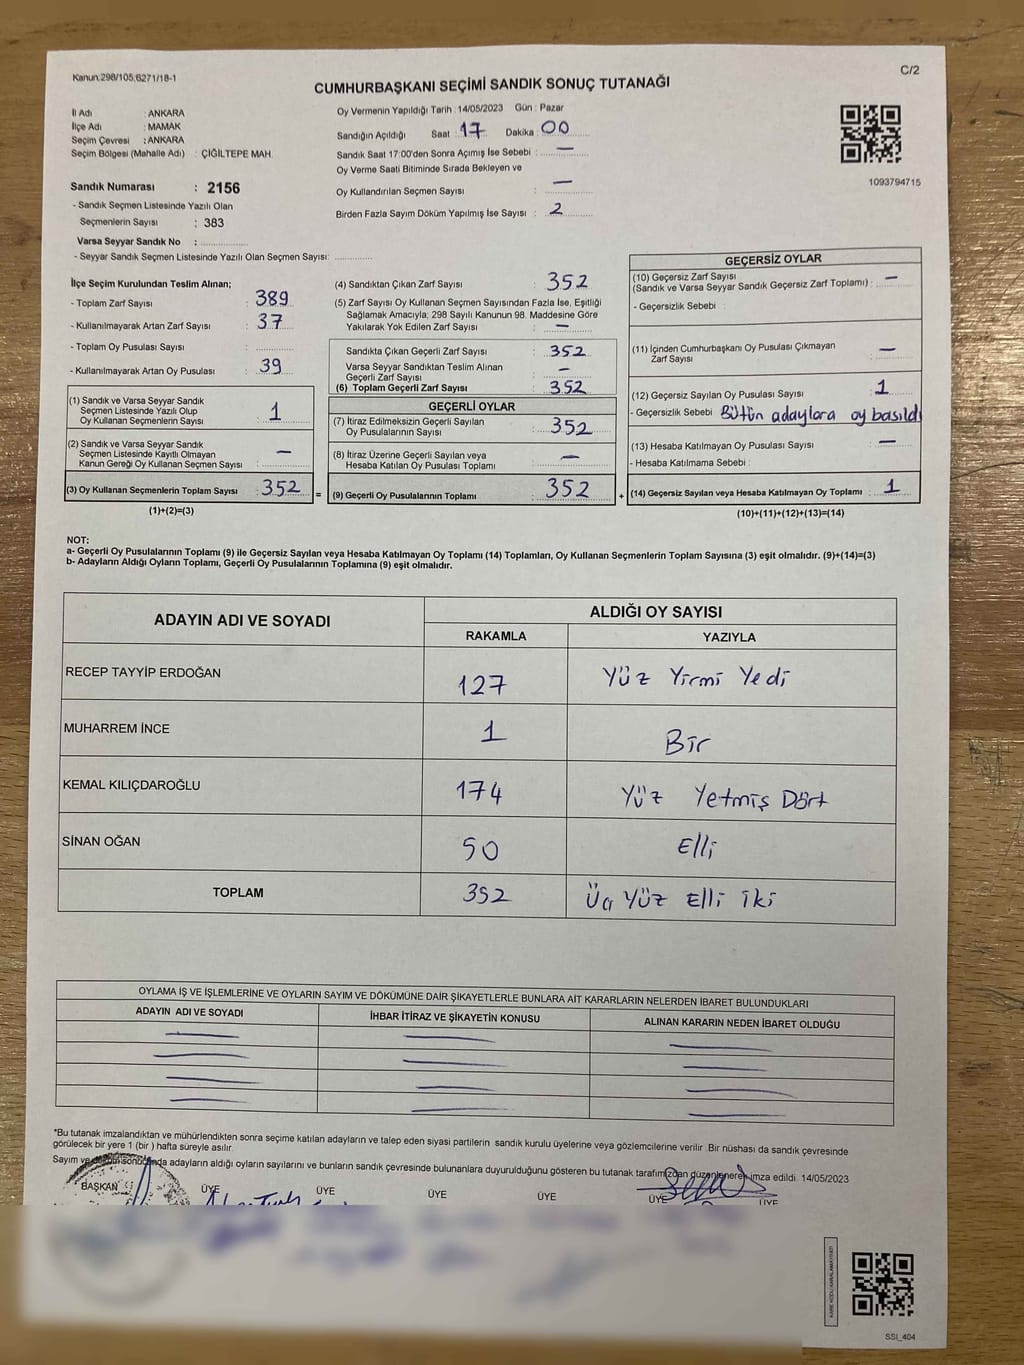 Kanun:298/105;6271/18-1
C/2
CUMHURBAŞKANI SEÇİMİ SANDIK SONUÇ TUTANAĞI
İl Adı : ANKARA
İlçe Adı : MAMAK
Seçim Çevresi : ANKARA
Seçim Bölgesi (Mahalle Adı) : ÇİĞİLTEPE MAH.
Sandık Numarası : 2156
- Sandık Seçmen Listesinde Yazılı Olan
Seçmenlerin Sayısı : 383
Varsa Seyyar Sandık No :
- Seyyar Sandık Seçmen Listesinde Yazılı Olan Seçmen Sayısı:
Oy Vermenin Yapıldığı Tarih : 14/05/2023 Gün : Pazar
Sandığın Açıldığı Saat : 17 Dakika : 00
Sandık Saat 17:00'den Sonra Açımış İse Sebebi : —
Oy Verme Saati Bitiminde Sırada Bekleyen ve
Oy Kullandırılan Seçmen Sayısı : —
Birden Fazla Sayım Döküm Yapılmış İse Sayısı : 2
1093794715
İlçe Seçim Kurulundan Teslim Alınan;
- Toplam Zarf Sayısı : 389
- Kullanılmayarak Artan Zarf Sayısı : 37
- Toplam Oy Pusulası Sayısı :
- Kullanılmayarak Artan Oy Pusulası : 39
(1) Sandık ve Varsa Seyyar Sandık
Seçmen Listesinde Yazılı Olup
Oy Kullanan Seçmenlerin Sayısı : 1
(2) Sandık ve Varsa Seyyar Sandık
Seçmen Listesinde Kayıtlı Olmayan
Kanun Gereği Oy Kullanan Seçmen Sayısı : —
(3) Oy Kullanan Seçmenlerin Toplam Sayısı : 352 =
(1)+(2)=(3)
(4) Sandıktan Çıkan Zarf Sayısı : 352
(5) Zarf Sayısı Oy Kullanan Seçmen Sayısından Fazla İse, Eşitliği
Sağlamak Amacıyla; 298 Sayılı Kanunun 98. Maddesine Göre
Yakılarak Yok Edilen Zarf Sayısı : —
Sandıkta Çıkan Geçerli Zarf Sayısı : 352
Varsa Seyyar Sandıktan Teslim Alınan
Geçerli Zarf Sayısı : —
(6) Toplam Geçerli Zarf Sayısı : 352
GEÇERLİ OYLAR
(7) İtiraz Edilmeksizin Geçerli Sayılan
Oy Pusulalarının Sayısı : 352
(8) İtiraz Üzerine Geçerli Sayılan veya
Hesaba Katılan Oy Pusulası Toplamı : —
(9) Geçerli Oy Pusulalarının Toplamı : 352 +
GEÇERSİZ OYLAR
(10) Geçersiz Zarf Sayısı
(Sandık ve Varsa Seyyar Sandık Geçersiz Zarf Toplamı) : —
- Geçersizlik Sebebi :
(11) İçinden Cumhurbaşkanı Oy Pusulası Çıkmayan
Zarf Sayısı : —
(12) Geçersiz Sayılan Oy Pusulası Sayısı : 1
- Geçersizlik Sebebi : Bütün adaylara oy basıldı
(13) Hesaba Katılmayan Oy Pusulası Sayısı : —
- Hesaba Katılmama Sebebi :
(14) Geçersiz Sayılan veya Hesaba Katılmayan Oy Toplamı : 1
(10)+(11)+(12)+(13)=(14)
NOT:
a- Geçerli Oy Pusulalarının Toplamı (9) ile Geçersiz Sayılan veya Hesaba Katılmayan Oy Toplamı (14) Toplamları, Oy Kullanan Seçmenlerin Toplam Sayısına (3) eşit olmalıdır. (9)+(14)=(3)
b- Adayların Aldığı Oyların Toplamı, Geçerli Oy Pusulalarının Toplamına (9) eşit olmalıdır.
ADAYIN ADI VE SOYADI ALDIĞI OY SAYISI
RAKAMLA YAZIYLA
RECEP TAYYİP ERDOĞAN 127 Yüz Yirmi Yedi
MUHARREM İNCE 1 Bir
KEMAL KILIÇDAROĞLU 174 Yüz Yetmiş Dört
SİNAN OĞAN 50 Elli
TOPLAM 352 Üç Yüz Elli iki
OYLAMA İŞ VE İŞLEMLERİNE VE OYLARIN SAYIM VE DÖKÜMÜNE DAİR ŞİKAYETLERLE BUNLARA AİT KARARLARIN NELERDEN İBARET BULUNDUKLARI
ADAYIN ADI VE SOYADI İHBAR İTİRAZ VE ŞİKAYETİN KONUSU ALINAN KARARIN NEDEN İBARET OLDUĞU
*Bu tutanak imzalandıktan ve mühürlendikten sonra seçime katılan adayların ve talep eden siyasi partilerin sandık kurulu üyelerine veya gözlemcilerine verilir. Bir nüshası da sandık çevresinde
görülecek bir yere 1 (bir ) hafta süreyle asılır.
Sayım ve döküm sonucunda adayların aldığı oyların sayılarını ve bunların sandık çevresinde bulunanlara duyurulduğunu gösteren bu tutanak tarafımızdan düzenlenerek imza edildi. 14/05/2023
BAŞKAN ÜYE ÜYE ÜYE ÜYE ÜYE ÜYE
SSI_404